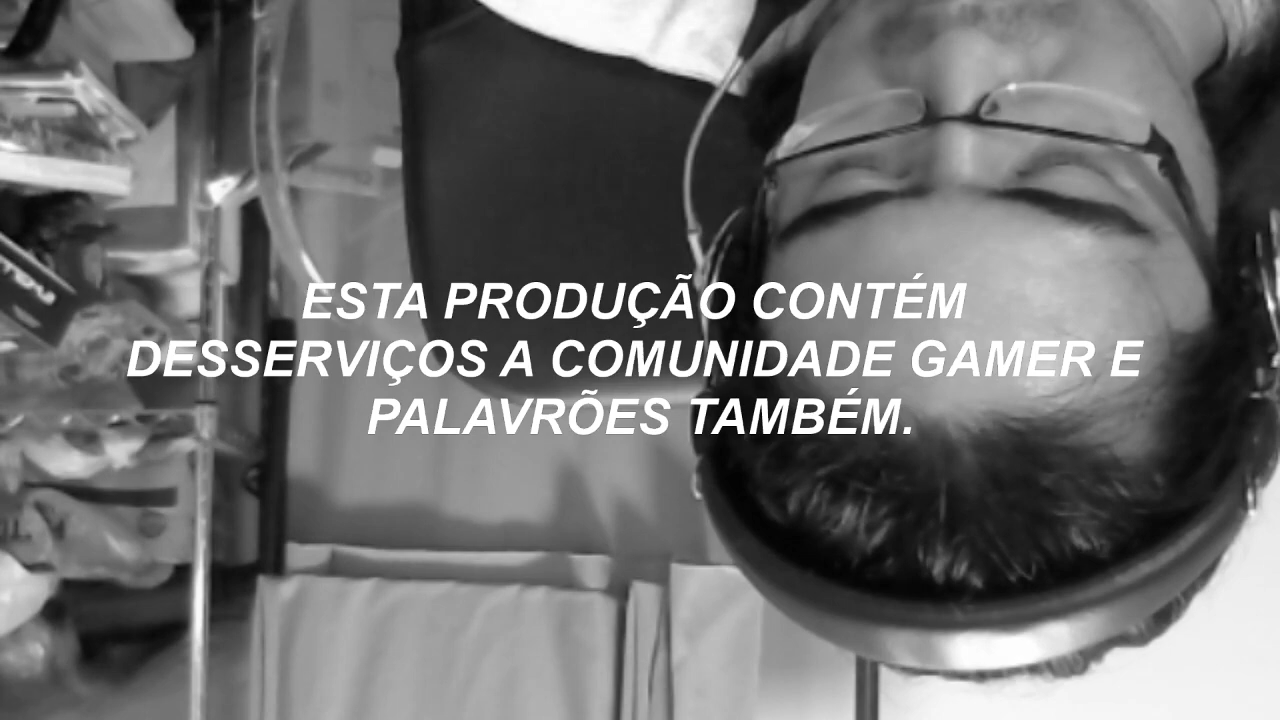 ESTA PRODUÇÃO CONTÉM
DESSERVIÇOS A COMUNIDADE GAMER E
PALAVRÕES TAMBÉM.